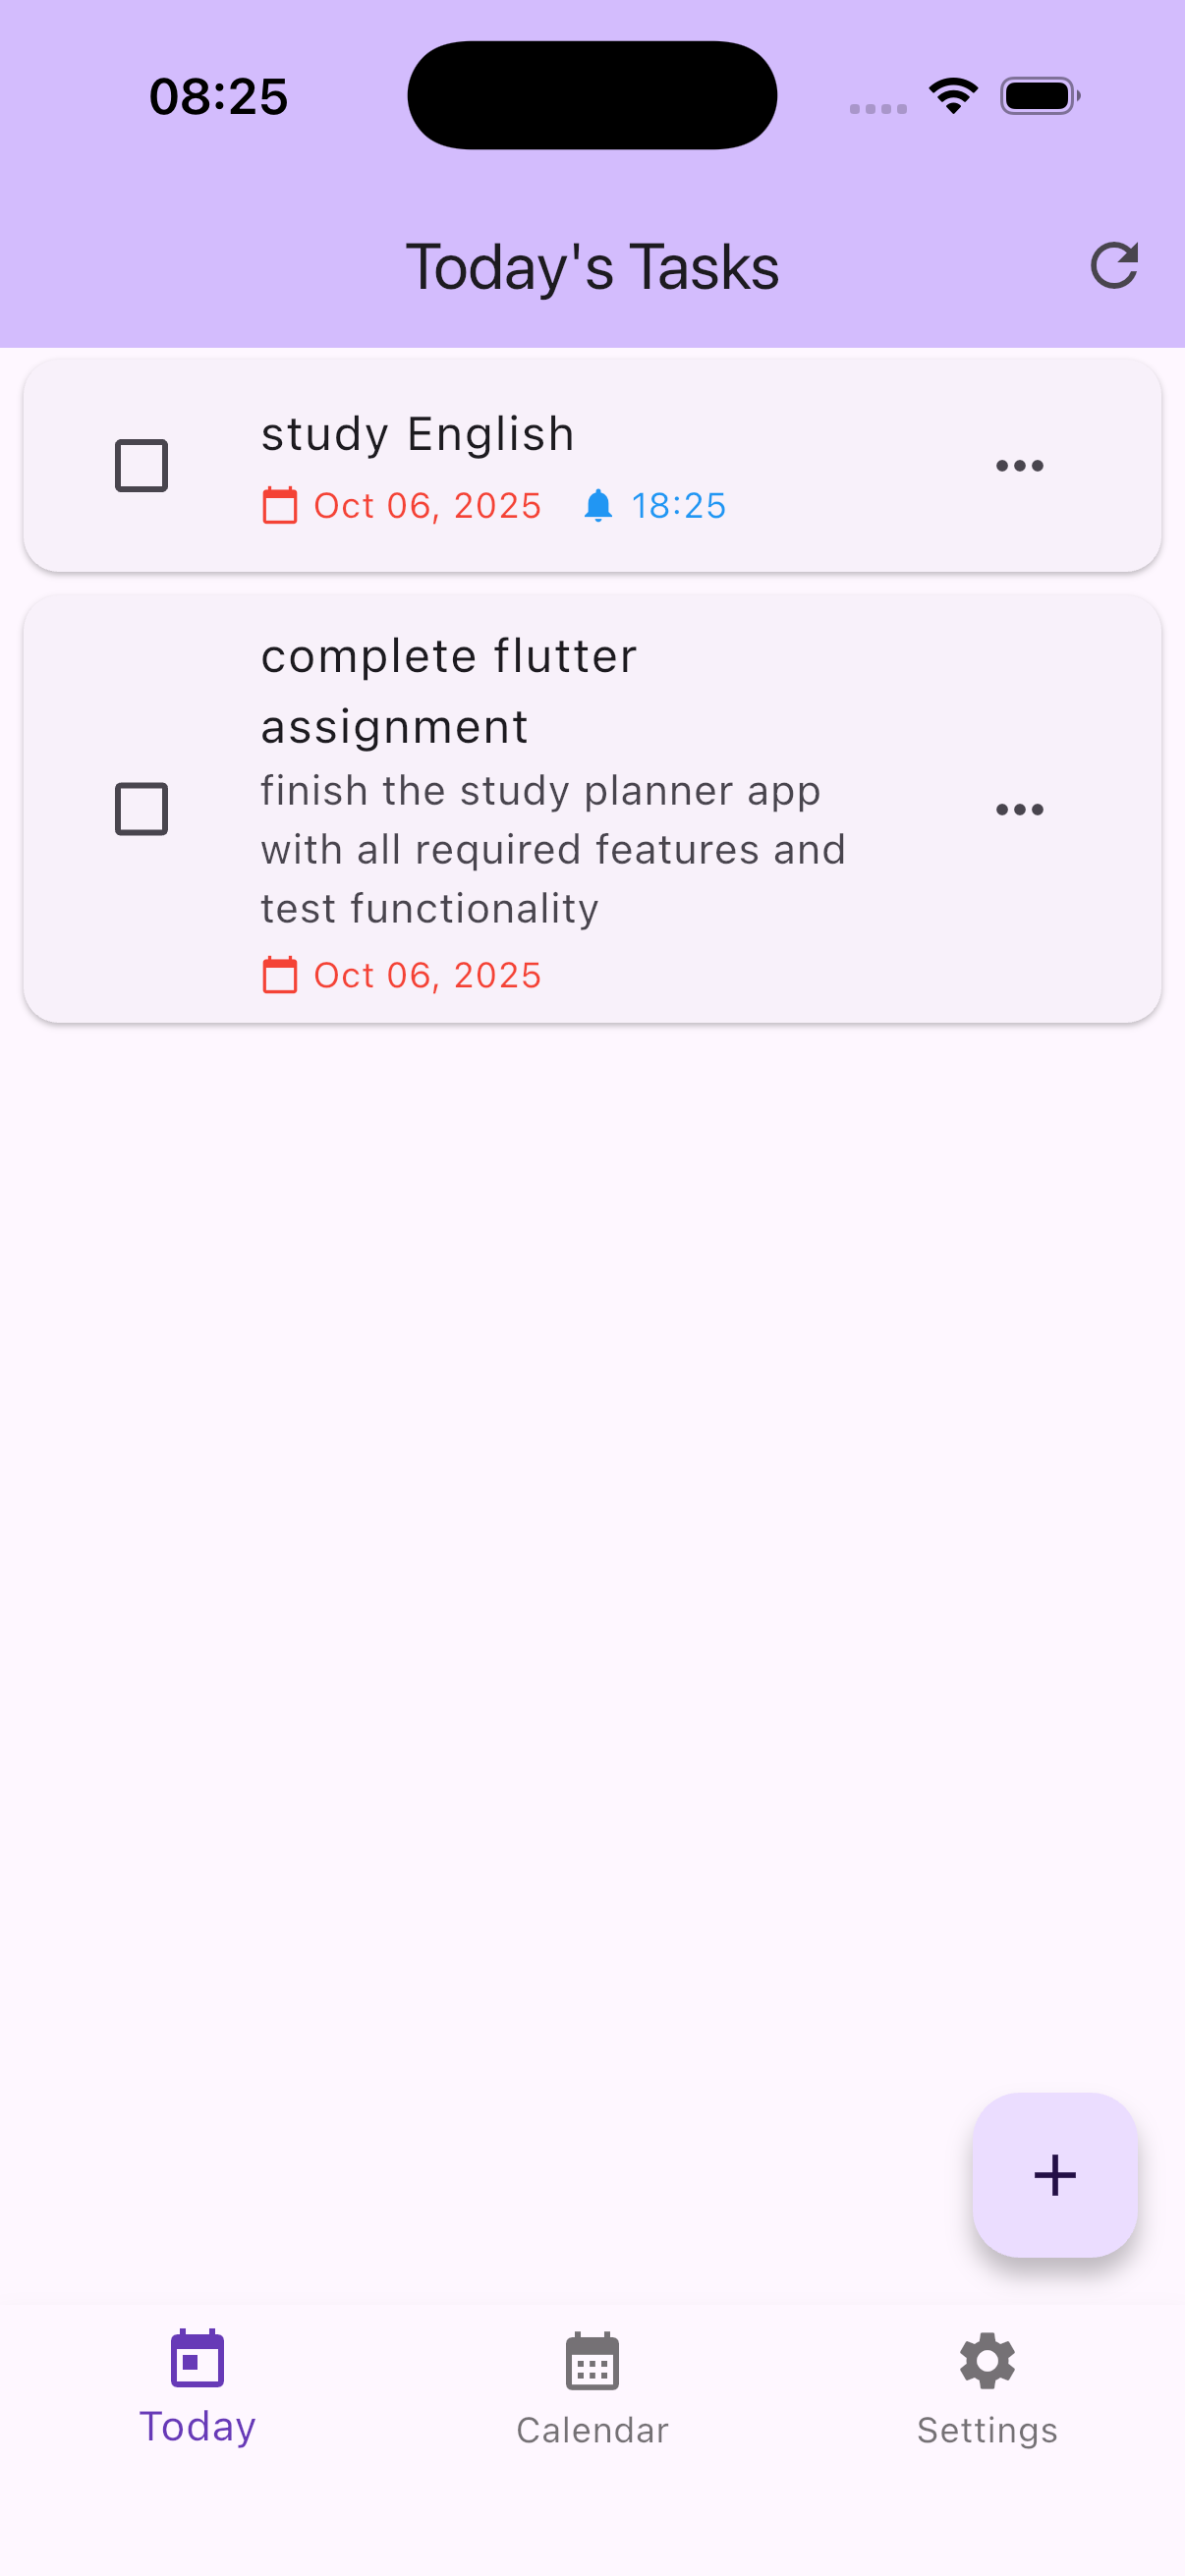 08:25
Today's Tasks
study English
Oct 06, 2025 18:25
complete flutter
assignment
finish the study planner app
with all required features and
test functionality
Oct 06, 2025
Today
Calendar
Settings